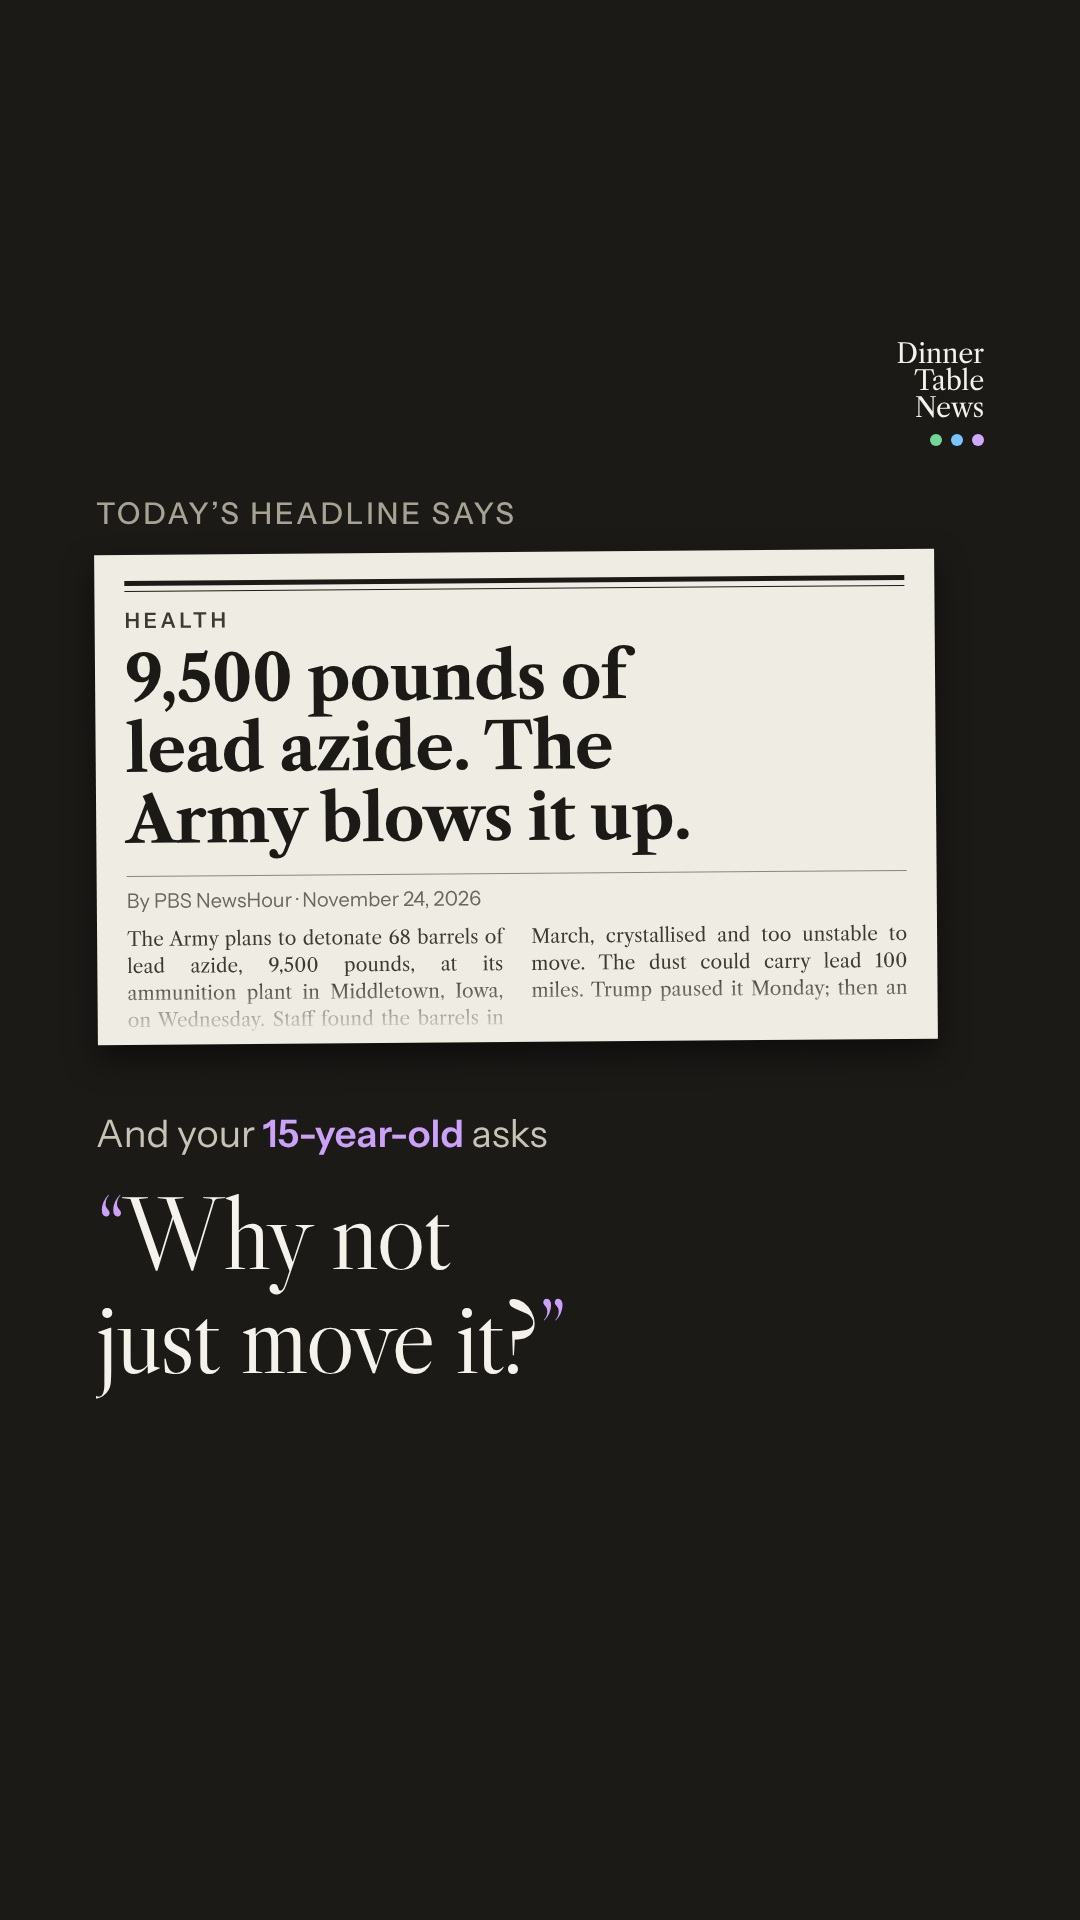 Dinner
Table
News
TODAY’S HEADLINE SAYS
HEALTH
9,500 pounds of
lead azide. The
Army blows it up.
By PBS NewsHour · November 24, 2026
The Army plans to detonate 68 barrels of
lead azide, 9,500 pounds, at its
ammunition plant in Middletown, Iowa,
on Wednesday. Staff found the barrels in
March, crystallised and too unstable to
move. The dust could carry lead 100
miles. Trump paused it Monday; then an
And your 15-year-old asks
“Why not
just move it?”